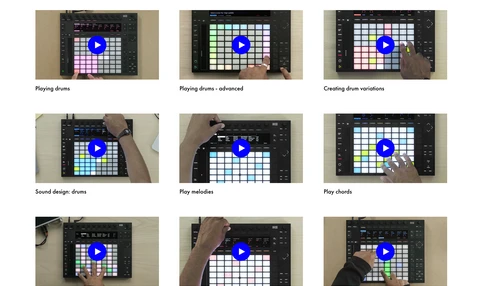 Playing drums
Playing drums - advanced
Creating drum variations
Sound design: drums
Play melodies
Play chords